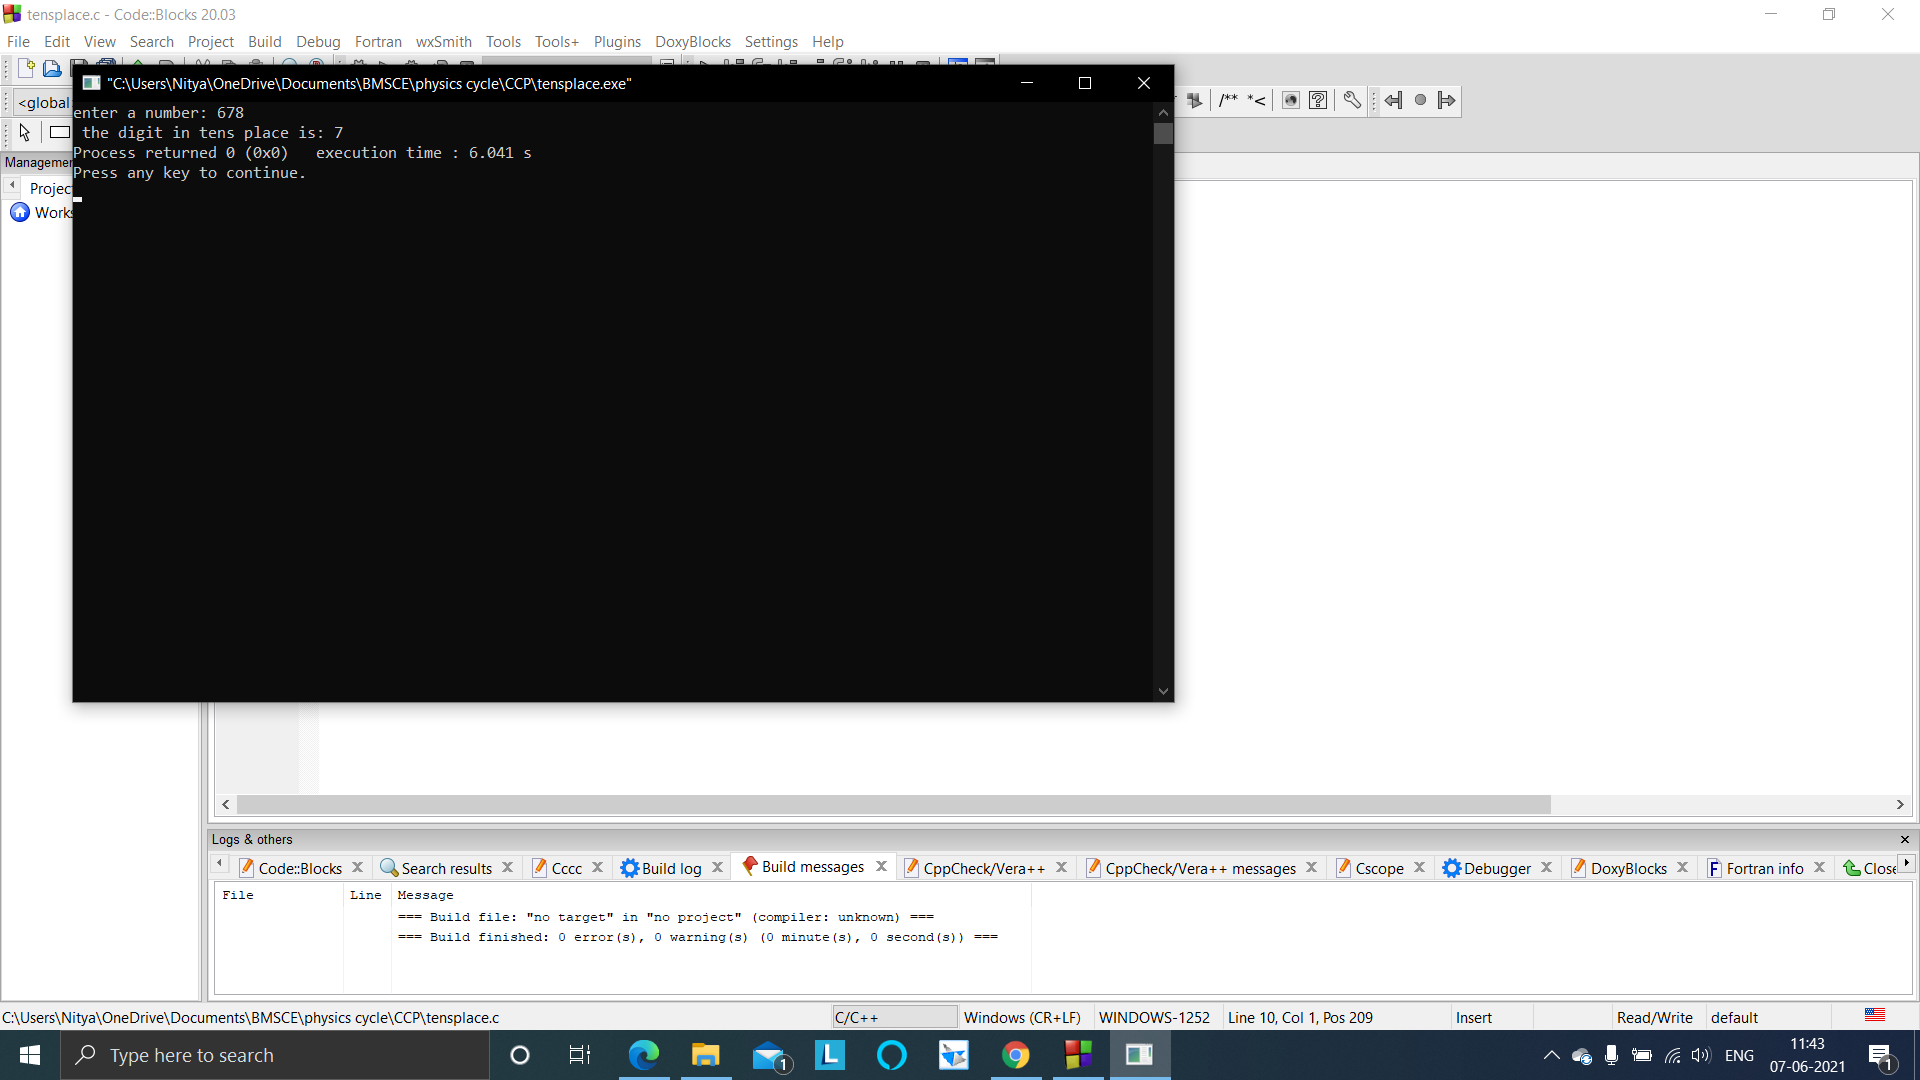 tensplace.c - Code::Blocks 20.03
File Edit View Search Project Build Debug Fortran wxSmith Tools Tools+ Plugins DoxyBlocks Settings Help
"C:\Users\Nitya\OneDrive\Documents\BMSCE\physics cycle\CCP\tensplace.exe"
<global
/** *<
enter a number: 678
the digit in tens place is: 7
Process returned 0 (0x0)   execution time : 6.041 s
Press any key to continue.
Logs & others
Code::Blocks Search results Cccc Build log Build messages CppCheck/Vera++ CppCheck/Vera++ messages Cscope Debugger DoxyBlocks Fortran info
File Line Message
=== Build file: "no target" in "no project" (compiler: unknown) ===
=== Build finished: 0 error(s), 0 warning(s) (0 minute(s), 0 second(s)) ===
C:\Users\Nitya\OneDrive\Documents\BMSCE\physics cycle\CCP\tensplace.c C/C++ Windows (CR+LF) WINDOWS-1252 Line 10, Col 1, Pos 209 Insert Read/Write default
Type here to search
1
L
ENG
11:43
07-06-2021
1